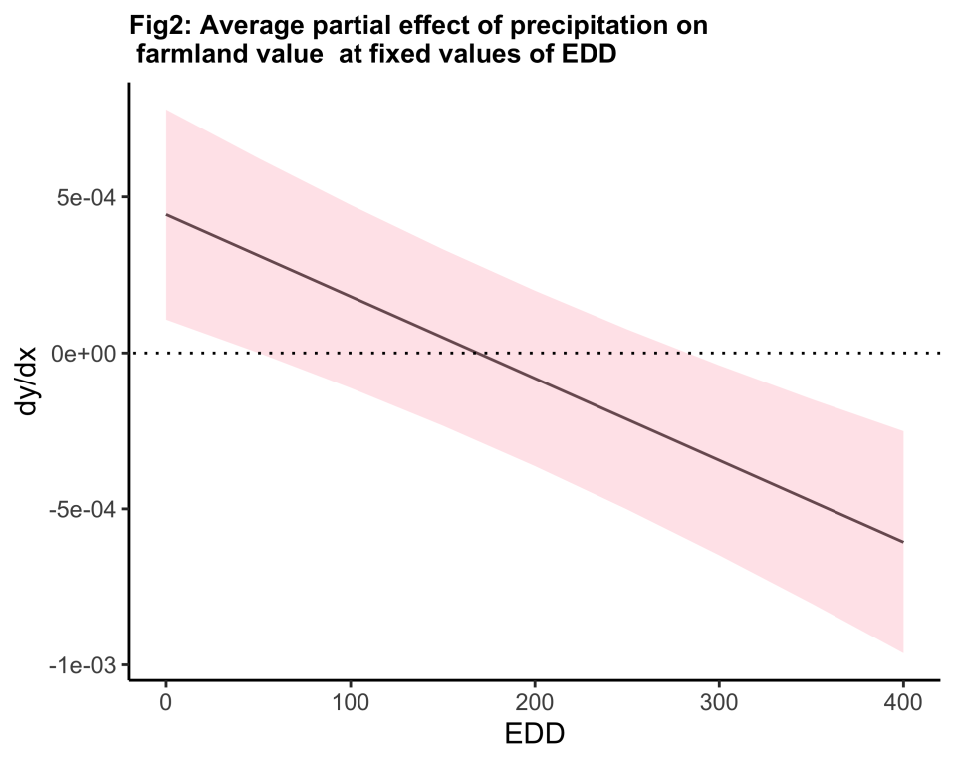 Fig2: Average partial effect of precipitation on
farmland value  at fixed values of EDD
5e-04
0e+00
-5e-04
-1e-03
dy/dx
0 100 200 300 400
EDD